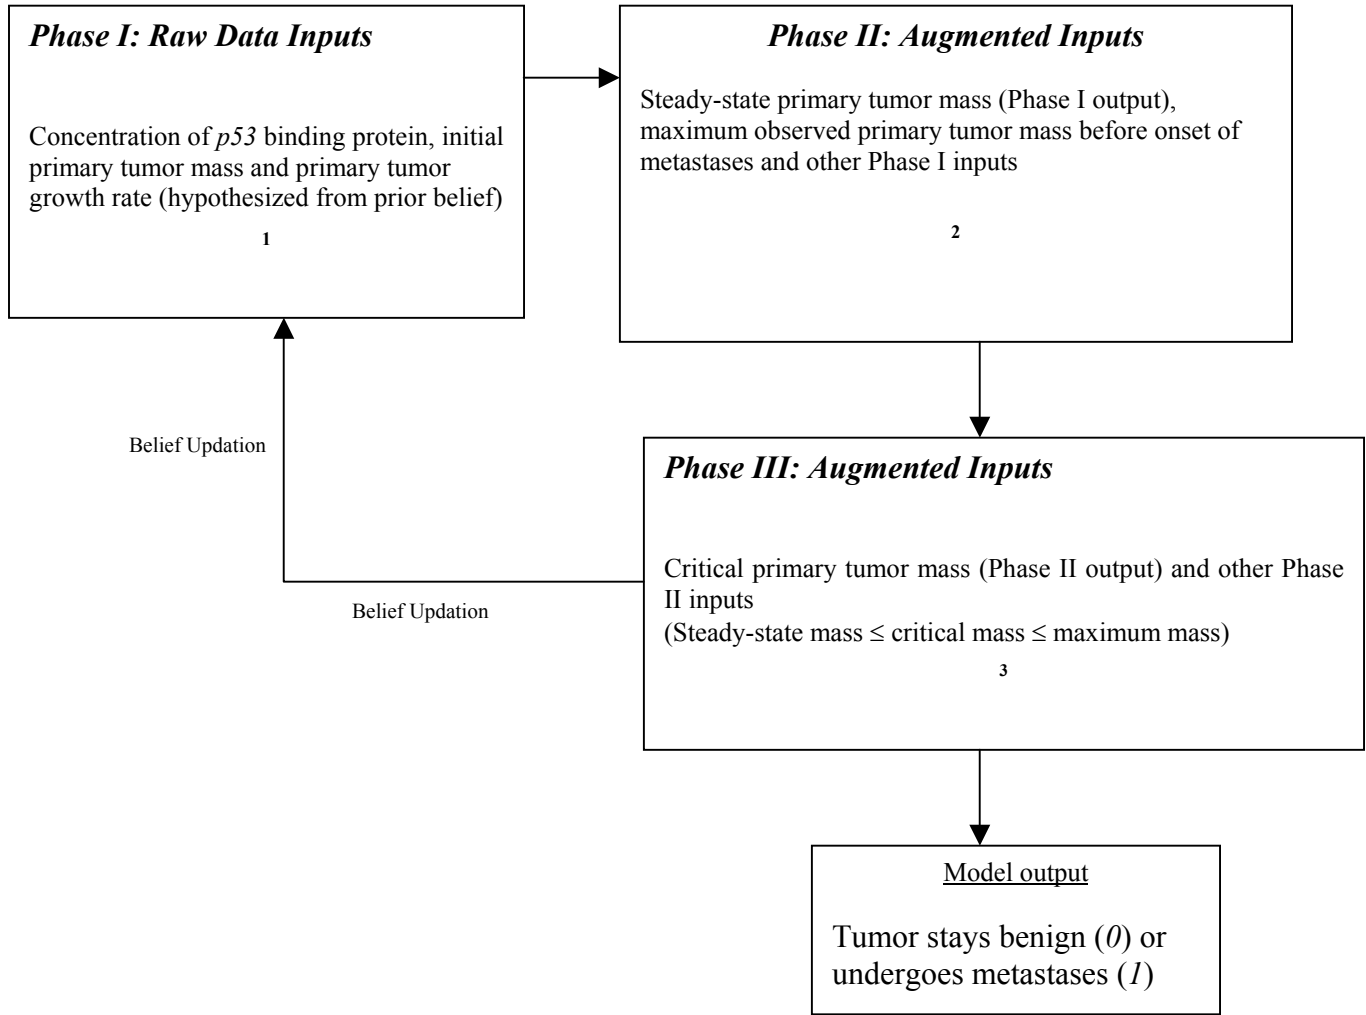 Phase I: Raw Data Inputs
Concentration of p53 binding protein, initial
primary tumor mass and primary tumor
growth rate (hypothesized from prior belief)
1
Phase II: Augmented Inputs
Steady-state primary tumor mass (Phase I output),
maximum observed primary tumor mass before onset of
metastases and other Phase I inputs
2
Belief Updation
Belief Updation
Phase III: Augmented Inputs
Critical primary tumor mass (Phase II output) and other Phase
II inputs
(Steady-state mass ≤ critical mass ≤ maximum mass)
3
Model output
Tumor stays benign (0) or
undergoes metastases (1)